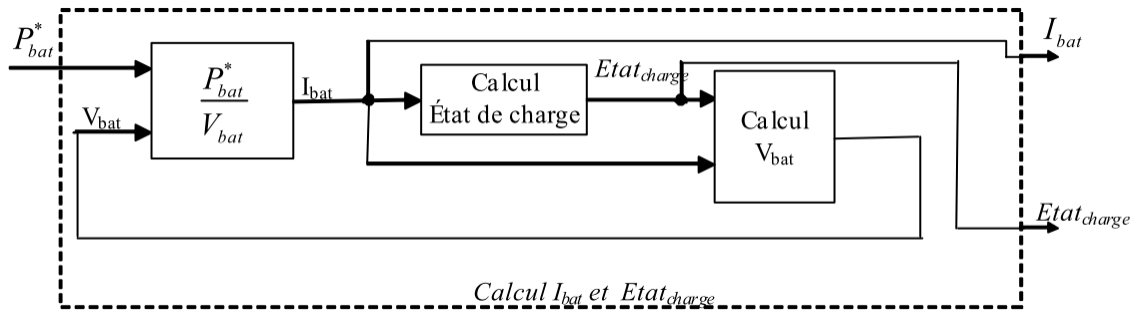 P*bat
Vbat
P*bat
Vbat
Ibat
Calcul
État de charge
Etatcharge
Calcul
Vbat
Ibat
Etatcharge
Calcul Ibat et Etatcharge